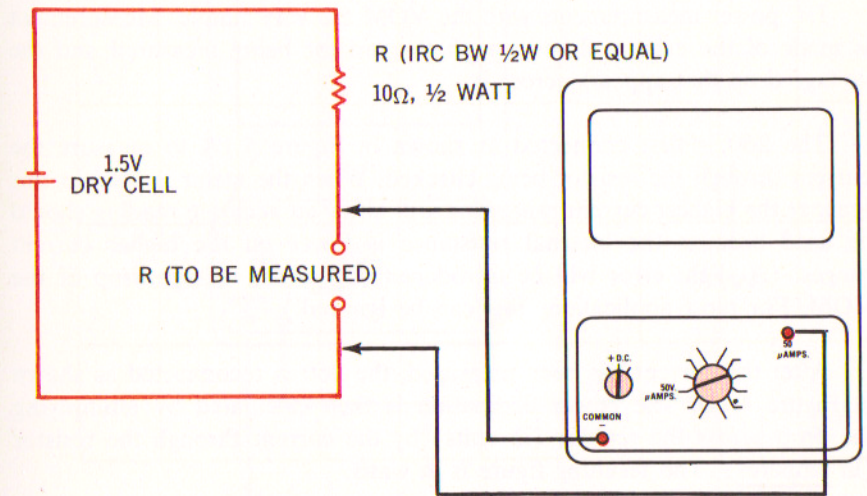 R (IRC BW ½W OR EQUAL)
10Ω, ½ WATT
1.5V
DRY CELL
R (TO BE MEASURED)
+ D.C.
50V
μAMPS.
50
μAMPS.
COMMON
−